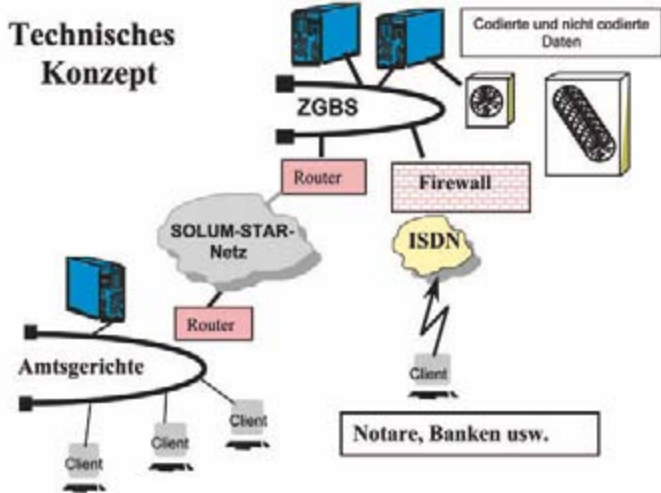 Technisches
Konzept
Codierte und nicht codierte
Daten
ZGBS
Router
Firewall
SOLUM-STAR-
Netz
ISDN
Router
Amtsgerichte
Client
Client
Client
Client
Notare, Banken usw.